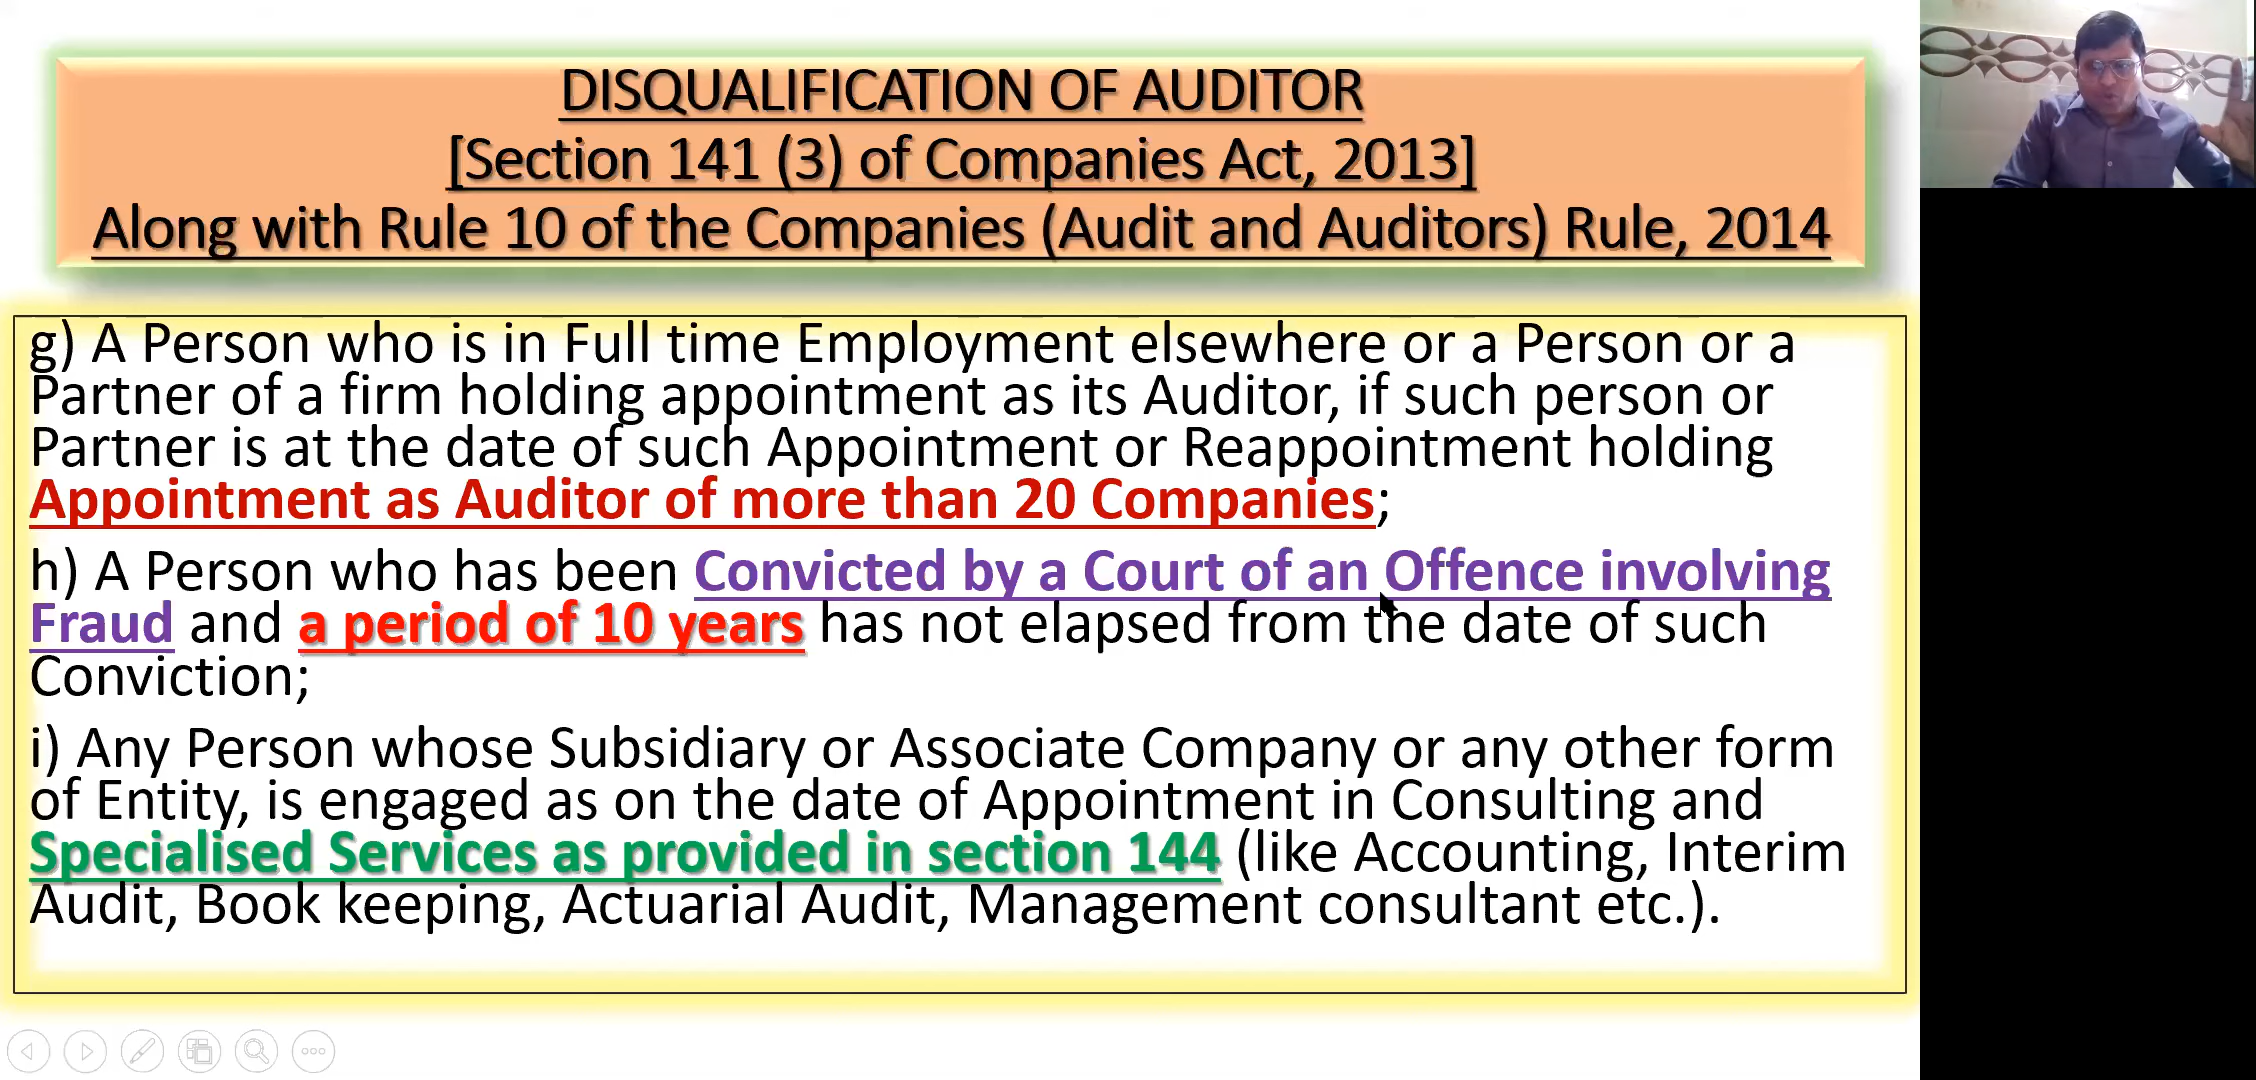 DISQUALIFICATION OF AUDITOR
[Section 141 (3) of Companies Act, 2013]
Along with Rule 10 of the Companies (Audit and Auditors) Rule, 2014
g) A Person who is in Full time Employment elsewhere or a Person or a
Partner of a firm holding appointment as its Auditor, if such person or
Partner is at the date of such Appointment or Reappointment holding
Appointment as Auditor of more than 20 Companies;
h) A Person who has been Convicted by a Court of an Offence involving
Fraud and a period of 10 years has not elapsed from the date of such
Conviction;
i) Any Person whose Subsidiary or Associate Company or any other form
of Entity, is engaged as on the date of Appointment in Consulting and
Specialised Services as provided in section 144 (like Accounting, Interim
Audit, Book keeping, Actuarial Audit, Management consultant etc.).